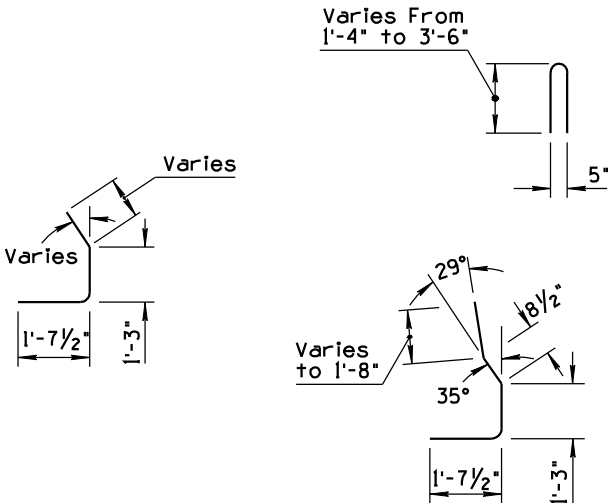 Varies From
1'-4" to 3'-6"
5"
Varies
Varies
1'-7½"
1'-3"
29°
8½"
Varies
to 1'-8"
35°
1'-7½"
1'-3"